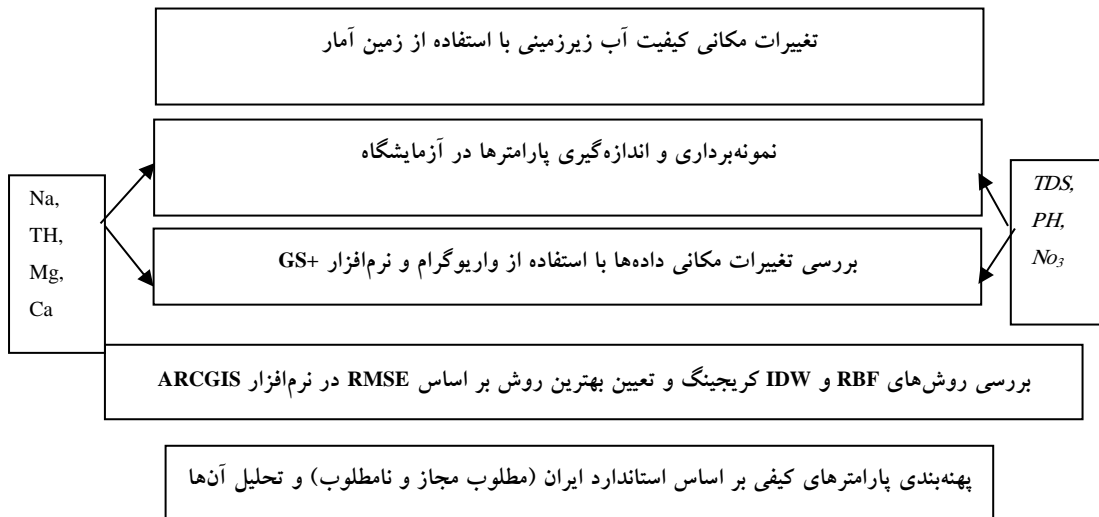 تغییرات مکانی کیفیت آب زیرزمینی با استفاده از زمین آمار
نمونه‌برداری و اندازه‌گیری پارامترها در آزمایشگاه
TDS,
PH,
No₃
Na,
TH,
Mg,
Ca
بررسی تغییرات مکانی داده‌ها با استفاده از واریوگرام و نرم‌افزار GS+
بررسی روش‌های RBF و IDW کریجینگ و تعیین بهترین روش بر اساس RMSE در نرم‌افزار ARCGIS
پهنه‌بندی پارامترهای کیفی بر اساس استاندارد ایران (مطلوب مجاز و نامطلوب) و تحلیل آن‌ها